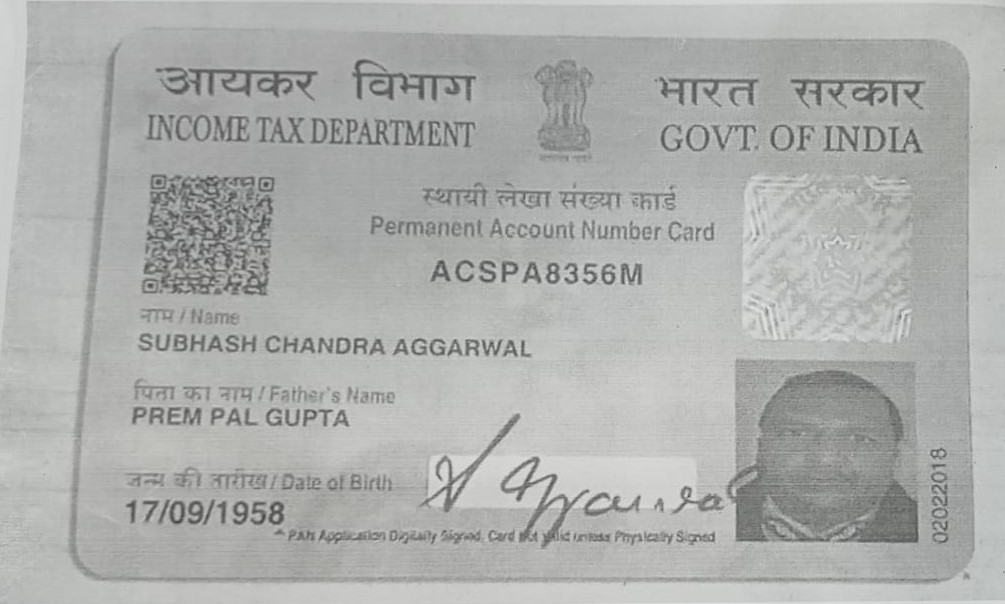 आयकर विभाग
INCOME TAX DEPARTMENT
भारत सरकार
GOVT. OF INDIA
स्थायी लेखा संख्या कार्ड
Permanent Account Number Card
ACSPA8356M
नाम / Name
SUBHASH CHANDRA AGGARWAL
पिता का नाम / Father's Name
PREM PAL GUPTA
जन्म की तारीख / Date of Birth
17/09/1958
PAN Application Digitally Signed, Card Not Valid unless Physically Signed
02022018